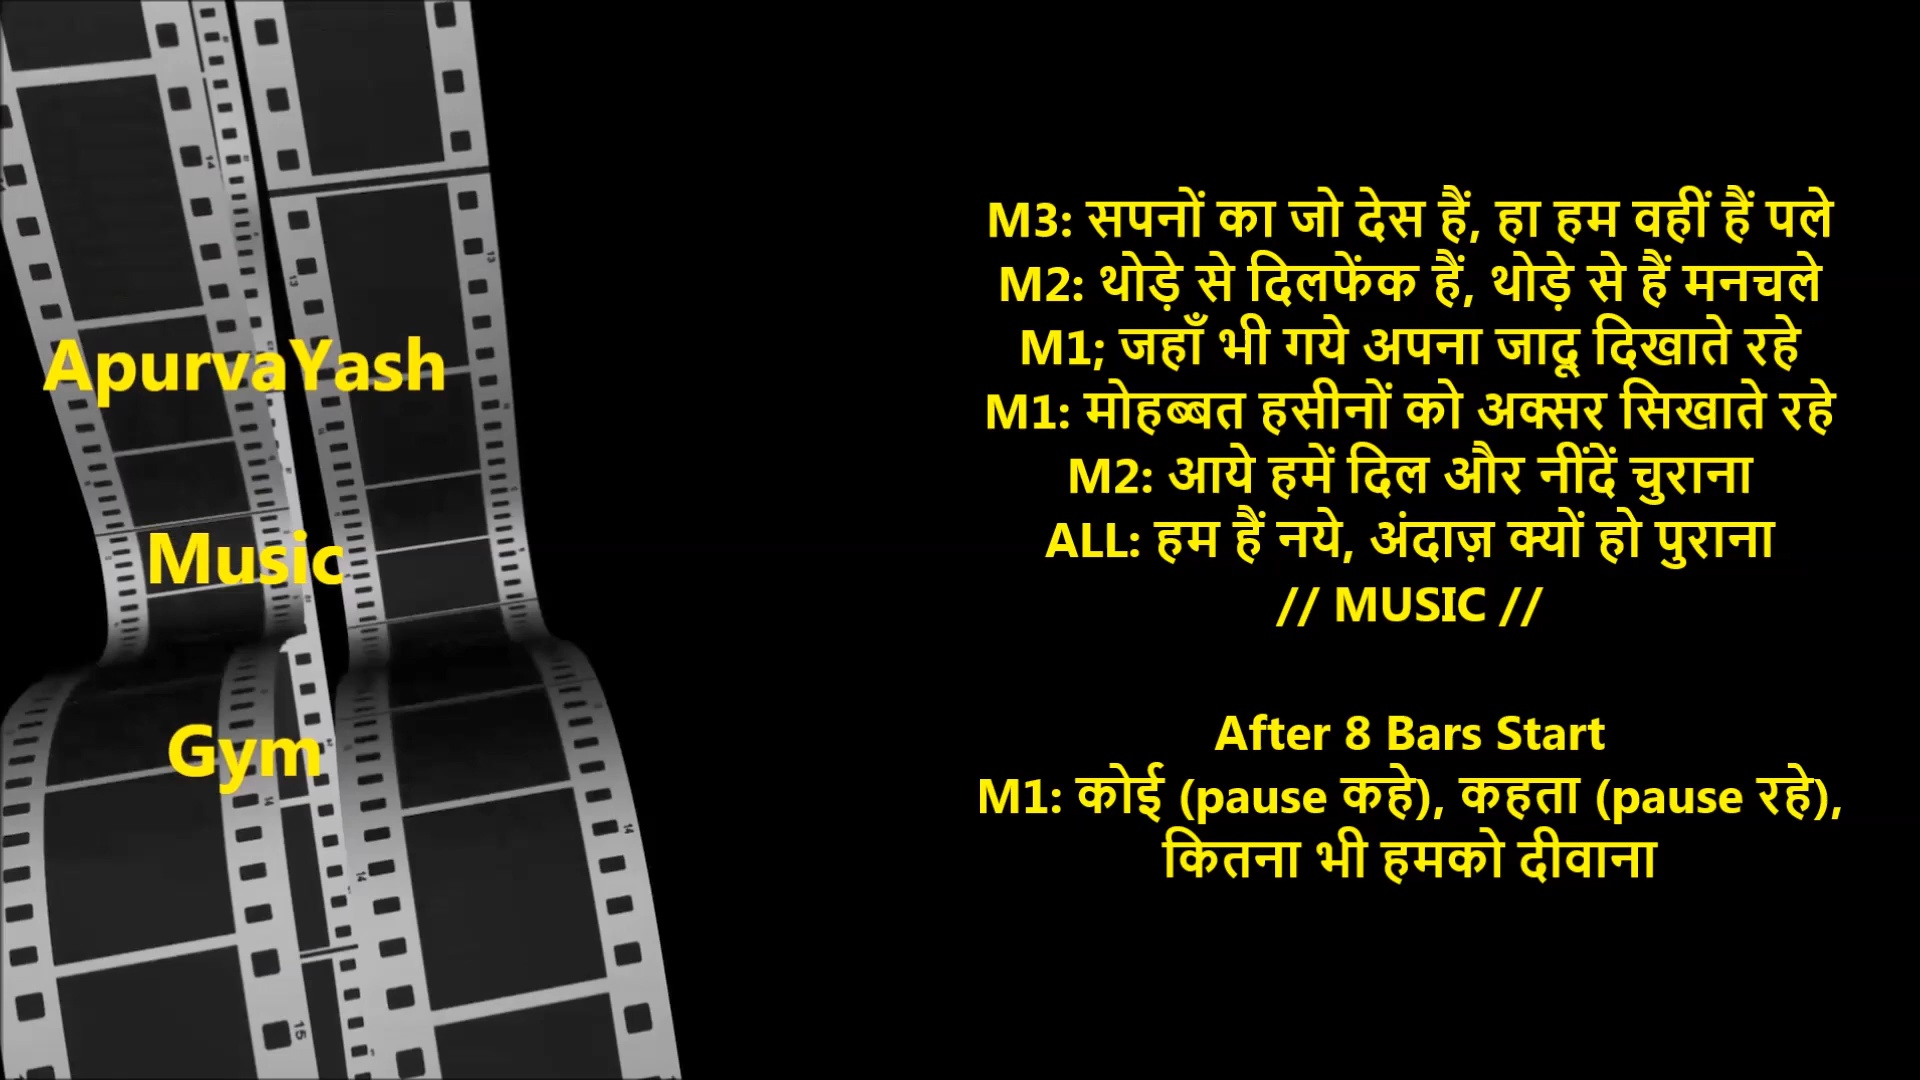 ApurvaYash
Music
Gym
M3: सपनों का जो देस हैं, हा हम वहीं हैं पले
M2: थोड़े से दिलफेंक हैं, थोड़े से हैं मनचले
M1; जहाँ भी गये अपना जादू दिखाते रहे
M1: मोहब्बत हसीनों को अक्सर सिखाते रहे
M2: आये हमें दिल और नींदें चुराना
ALL: हम हैं नये, अंदाज़ क्यों हो पुराना
// MUSIC //
After 8 Bars Start
M1: कोई (pause कहे), कहता (pause रहे),
कितना भी हमको दीवाना